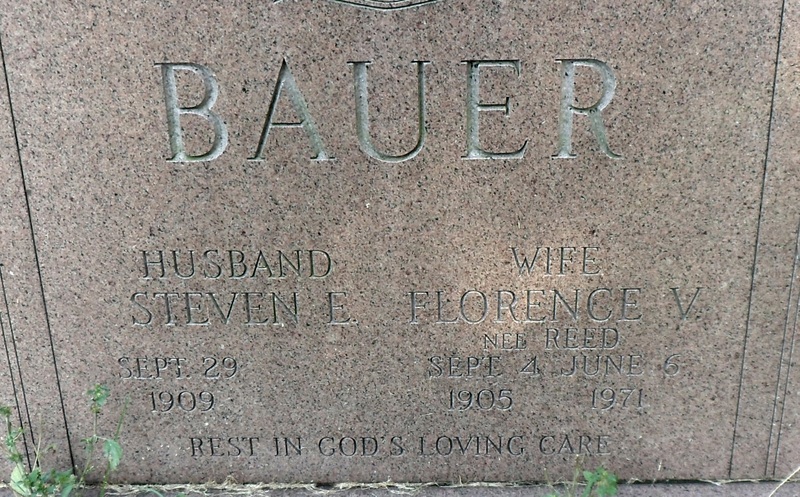 BAUER
HUSBAND WIFE
STEVEN E. FLORENCE V.
NEE REED
SEPT. 29 SEPT. 4 JUNE 6
1909 1905 1971
REST IN GOD'S LOVING CARE